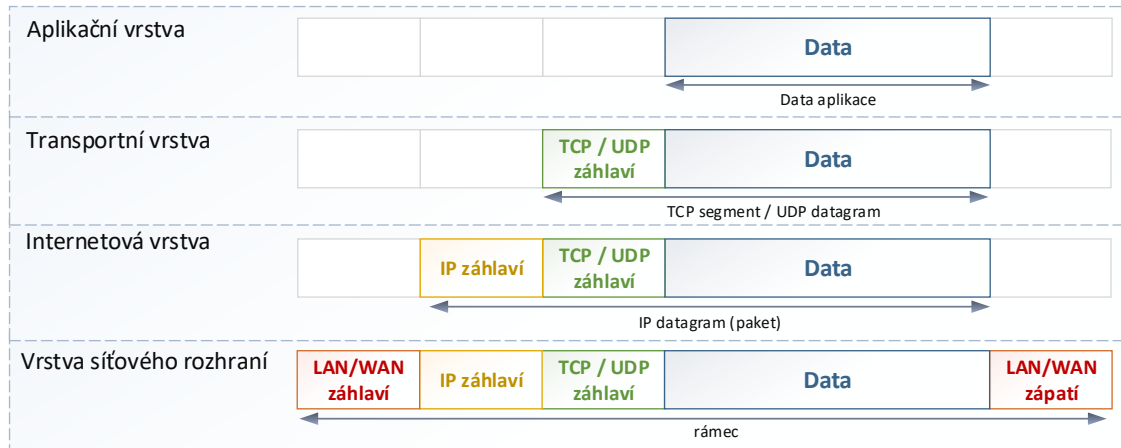 Aplikační vrstva
Data
Data aplikace
Transportní vrstva
TCP / UDP
záhlaví
Data
TCP segment / UDP datagram
Internetová vrstva
IP záhlaví
TCP / UDP
záhlaví
Data
IP datagram (paket)
Vrstva síťového rozhraní
LAN/WAN
záhlaví
IP záhlaví
TCP / UDP
záhlaví
Data
LAN/WAN
zápatí
rámec